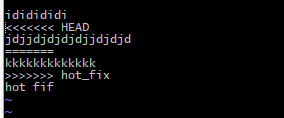 idididididi
<<<<<<< HEAD
jdjjdjdjdjdjjdjdjd
=======
kkkkkkkkkkkkk
>>>>>>> hot_fix
hot fif
~
~